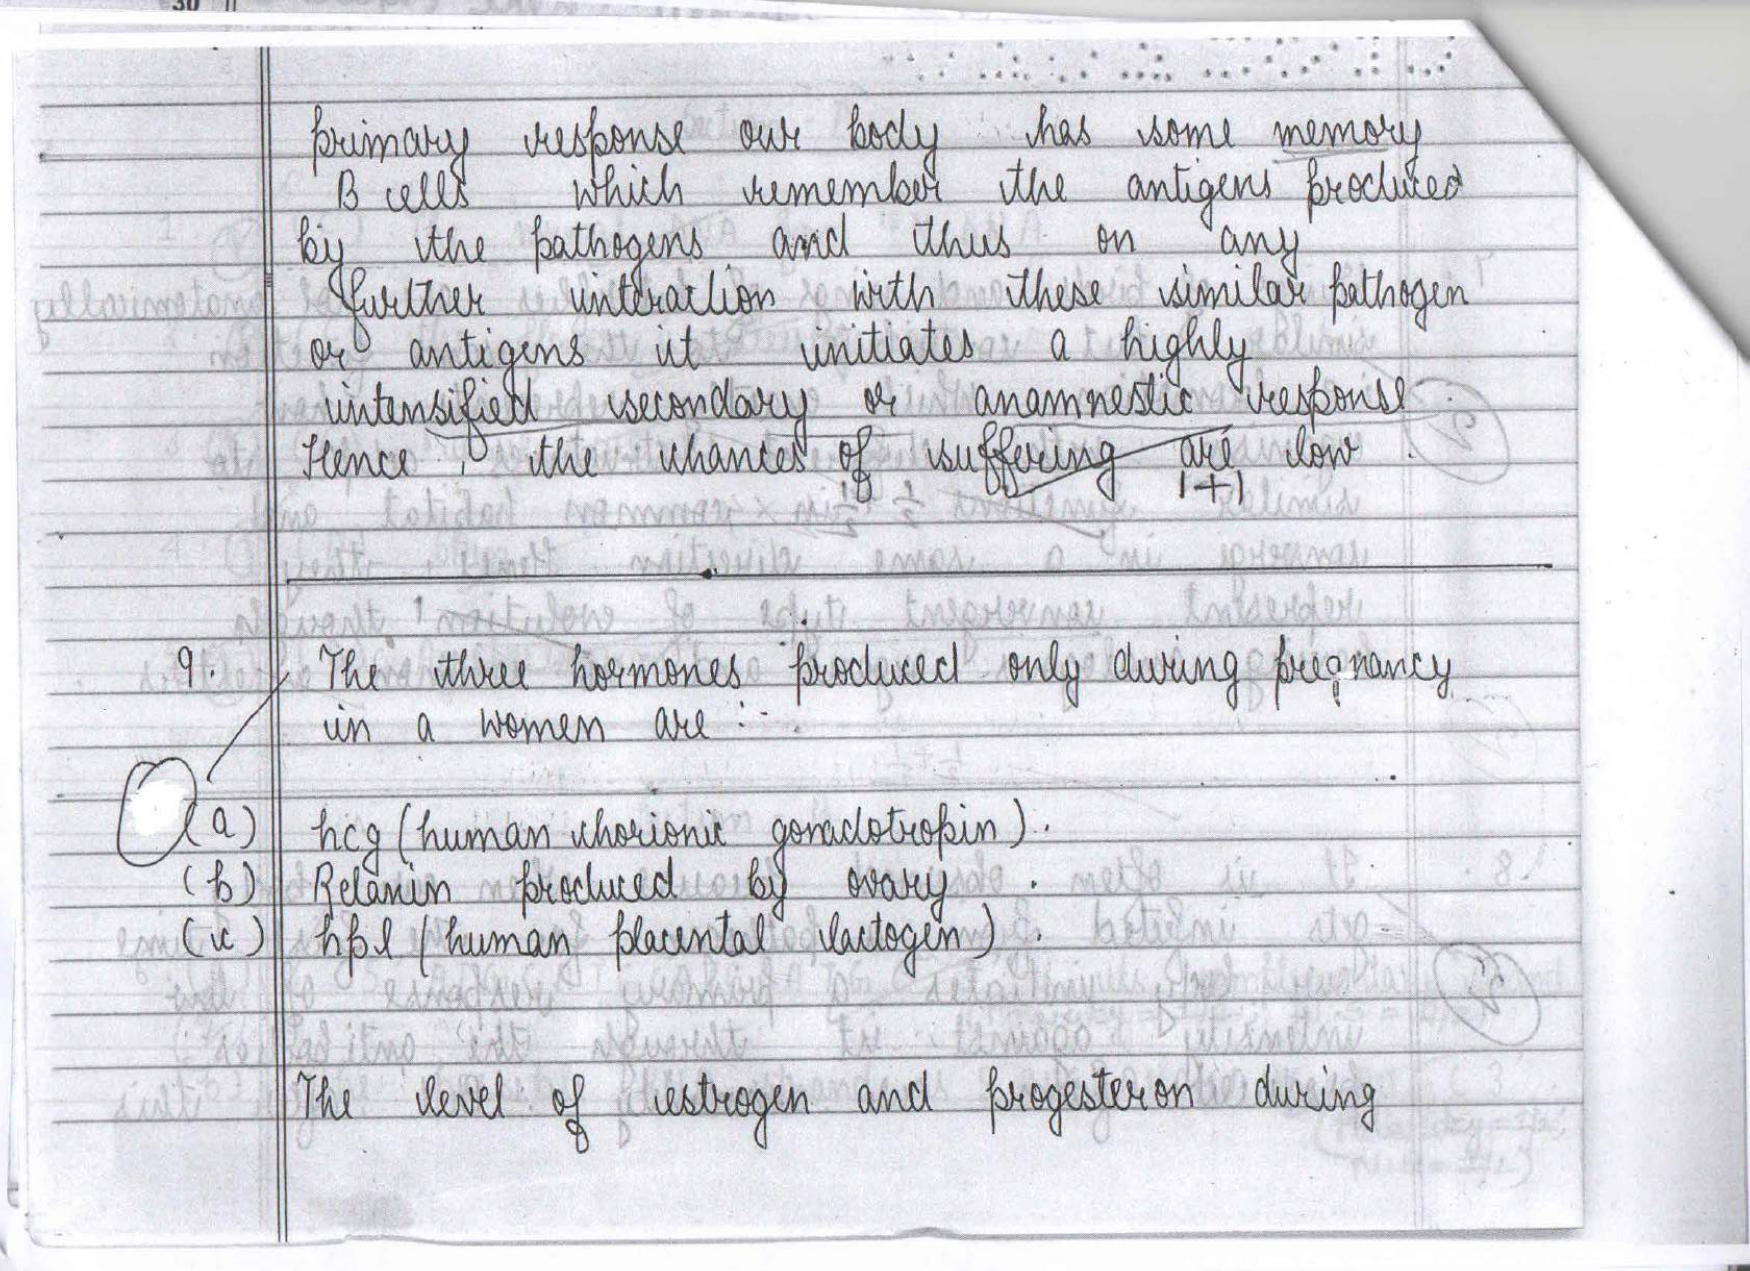 30
primary response our body has some memory
B cells which remember the antigens produced
by the pathogens and thus on any
further interaction with these similar pathogen
or antigens it initiates a highly
intensified secondary or anamnestic response.
Hence, the chances of suffering are low.
1+1
9. The three hormones produced only during pregnancy
in a women are :-
(a) hcg (human chorionic gonadotropin).
(b) Relaxin produced by ovary.
(c) hpl (human placental lactogen).
The level of estrogen and progesteron during